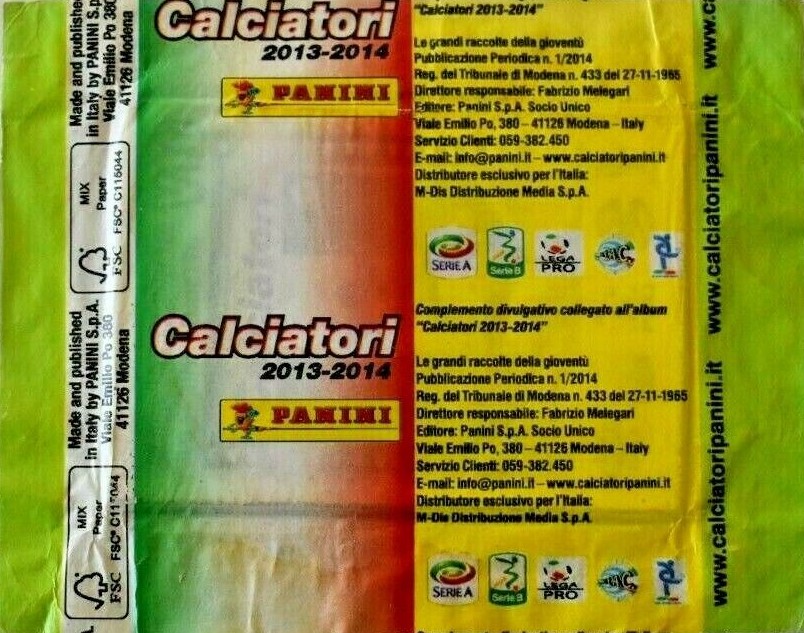 Made and published
in Italy by PANINI S.p.A.
Viale Emilio Po 380
41126 Modena
MIX
Paper
FSC FSC® C115044
Made and published
in Italy by PANINI S.p.A.
Viale Emilio Po 380
41126 Modena
MIX
Paper
FSC FSC® C115044
Calciatori
2013-2014
PANINI
Calciatori
2013-2014
PANINI
"Calciatori 2013-2014"
Le grandi raccolte della gioventù
Pubblicazione Periodica n. 1/2014
Reg. del Tribunale di Modena n. 433 del 27-11-1965
Direttore responsabile: Fabrizio Melegari
Editore: Panini S.p.A. Socio Unico
Viale Emilio Po, 380 – 41126 Modena – Italy
Servizio Clienti: 059-382.450
E-mail: info@panini.it – www.calciatoripanini.it
Distributore esclusivo per l'Italia:
M-Dis Distribuzione Media S.p.A.
SERIE A
Serie B
LEGA
PRO
Complemento divulgativo collegato all'album
"Calciatori 2013-2014"
Le grandi raccolte della gioventù
Pubblicazione Periodica n. 1/2014
Reg. del Tribunale di Modena n. 433 del 27-11-1965
Direttore responsabile: Fabrizio Melegari
Editore: Panini S.p.A. Socio Unico
Viale Emilio Po, 380 – 41126 Modena – Italy
Servizio Clienti: 059-382.450
E-mail: info@panini.it – www.calciatoripanini.it
Distributore esclusivo per l'Italia:
M-Dis Distribuzione Media S.p.A.
SERIE A
Serie B
LEGA
PRO
www.c
www.calciatoripanini.it
www.calciatoripanini.it